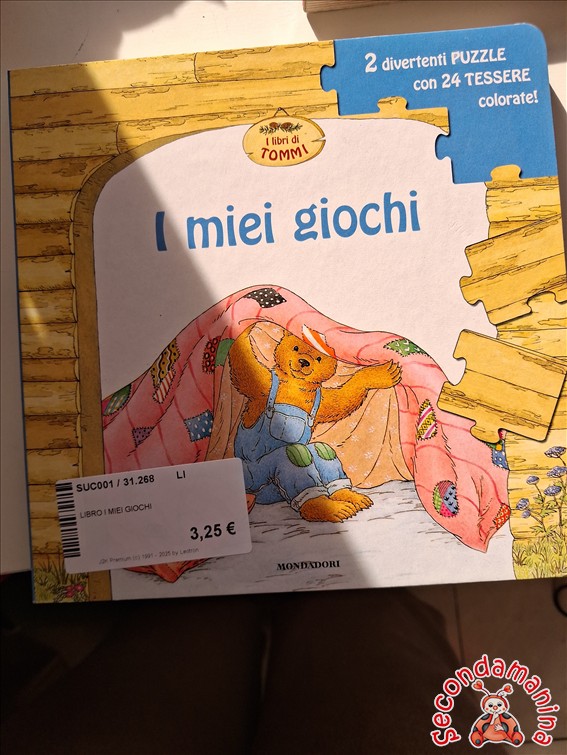 2 divertenti PUZZLE
con 24 TESSERE
colorate!
I libri di
TOMMI
I miei giochi
SUC001 / 31.268 LI
LIBRO I MIEI GIOCHI
3,25 €
MONDADORI
Secondamanina